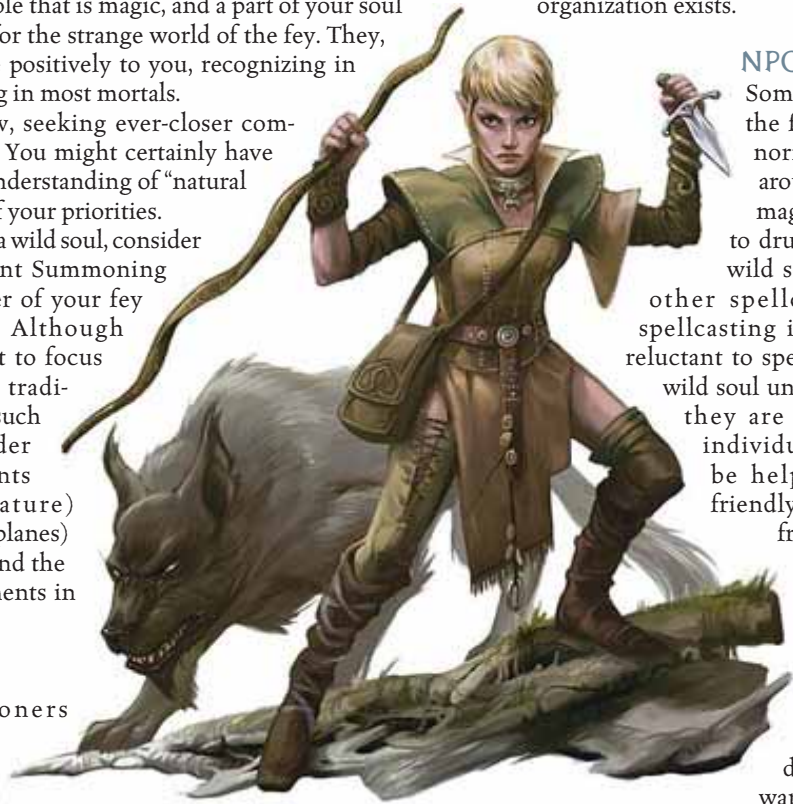 ple that is magic, and a part of your soul
for the strange world of the fey. They,
positively to you, recognizing in
g in most mortals.
w, seeking ever-closer com-
You might certainly have
nderstanding of “natural
f your priorities.
a wild soul, consider
nt Summoning
er of your fey
Although
t to focus
tradi-
such
der
nts
ature)
planes)
nd the
ments in
oners
organization exists.
NPC
Som
the f
nor
arou
mag
to dru
wild s
other spellc
spellcasting i
reluctant to spe
wild soul un
they are
individu
be help
friendly
fr
d
wa